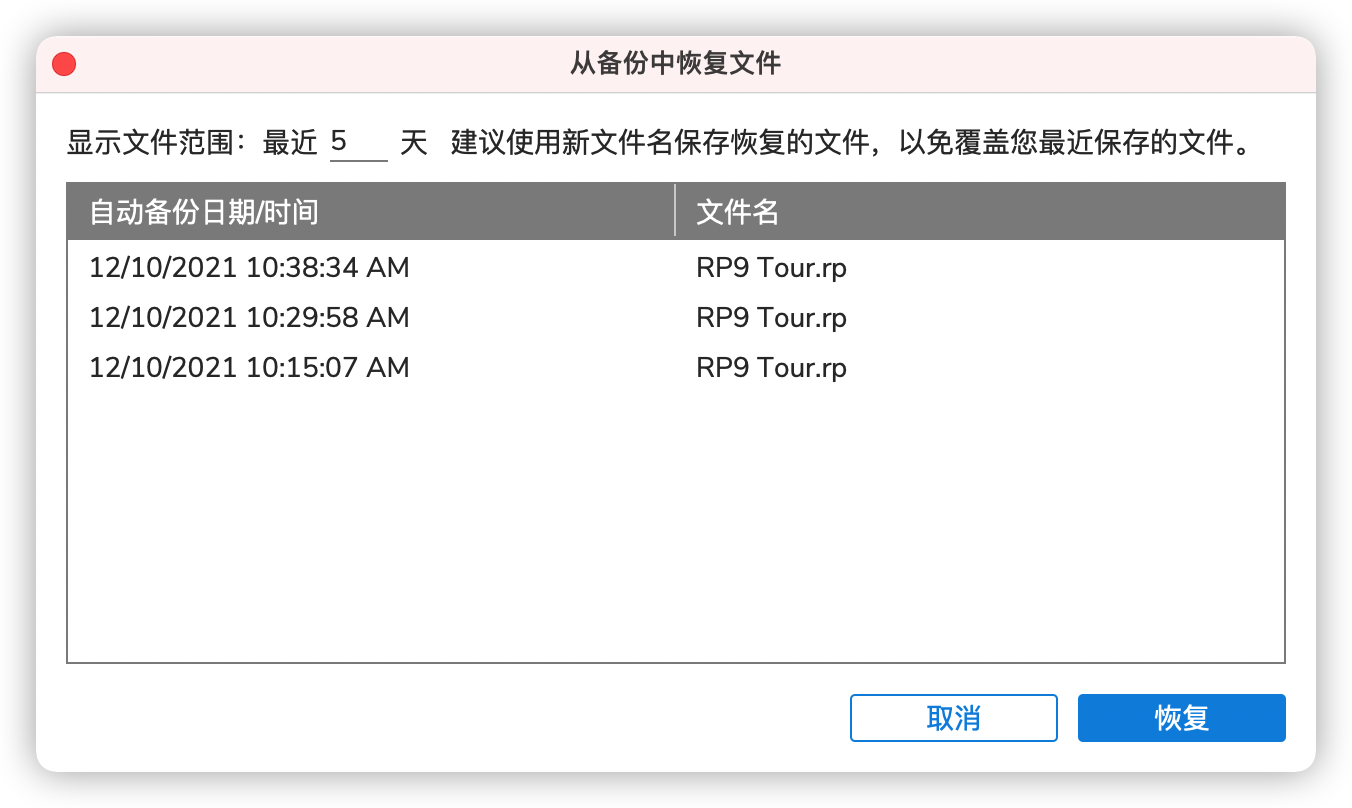 从备份中恢复文件
显示文件范围：最近 5 天 建议使用新文件名保存恢复的文件，以免覆盖您最近保存的文件。
自动备份日期/时间 文件名
12/10/2021 10:38:34 AM RP9 Tour.rp
12/10/2021 10:29:58 AM RP9 Tour.rp
12/10/2021 10:15:07 AM RP9 Tour.rp
取消 恢复